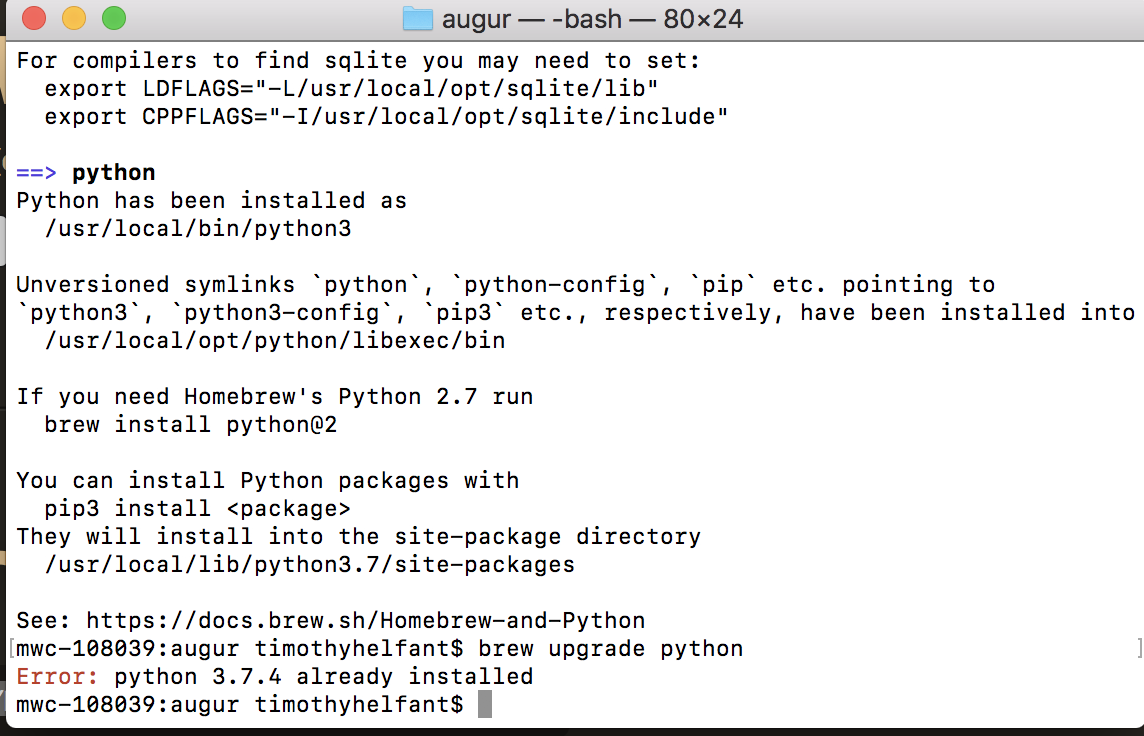 augur — -bash — 80×24
For compilers to find sqlite you may need to set:
  export LDFLAGS="-L/usr/local/opt/sqlite/lib"
  export CPPFLAGS="-I/usr/local/opt/sqlite/include"
==> python
Python has been installed as
  /usr/local/bin/python3
Unversioned symlinks `python`, `python-config`, `pip` etc. pointing to
`python3`, `python3-config`, `pip3` etc., respectively, have been installed into
  /usr/local/opt/python/libexec/bin
If you need Homebrew's Python 2.7 run
  brew install python@2
You can install Python packages with
  pip3 install <package>
They will install into the site-package directory
  /usr/local/lib/python3.7/site-packages
See: https://docs.brew.sh/Homebrew-and-Python
[mwc-108039:augur timothyhelfant$ brew upgrade python ]
Error: python 3.7.4 already installed
mwc-108039:augur timothyhelfant$